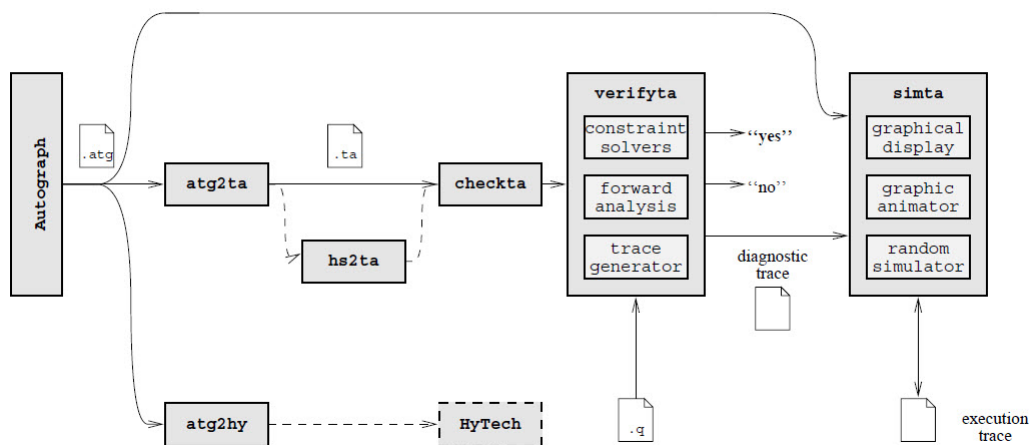 Autograph
.atg
.ta
atg2ta
hs2ta
checkta
verifyta
constraint
solvers
forward
analysis
trace
generator
“yes”
“no”
diagnostic
trace
simta
graphical
display
graphic
animator
random
simulator
atg2hy
HyTech
.q
execution
trace